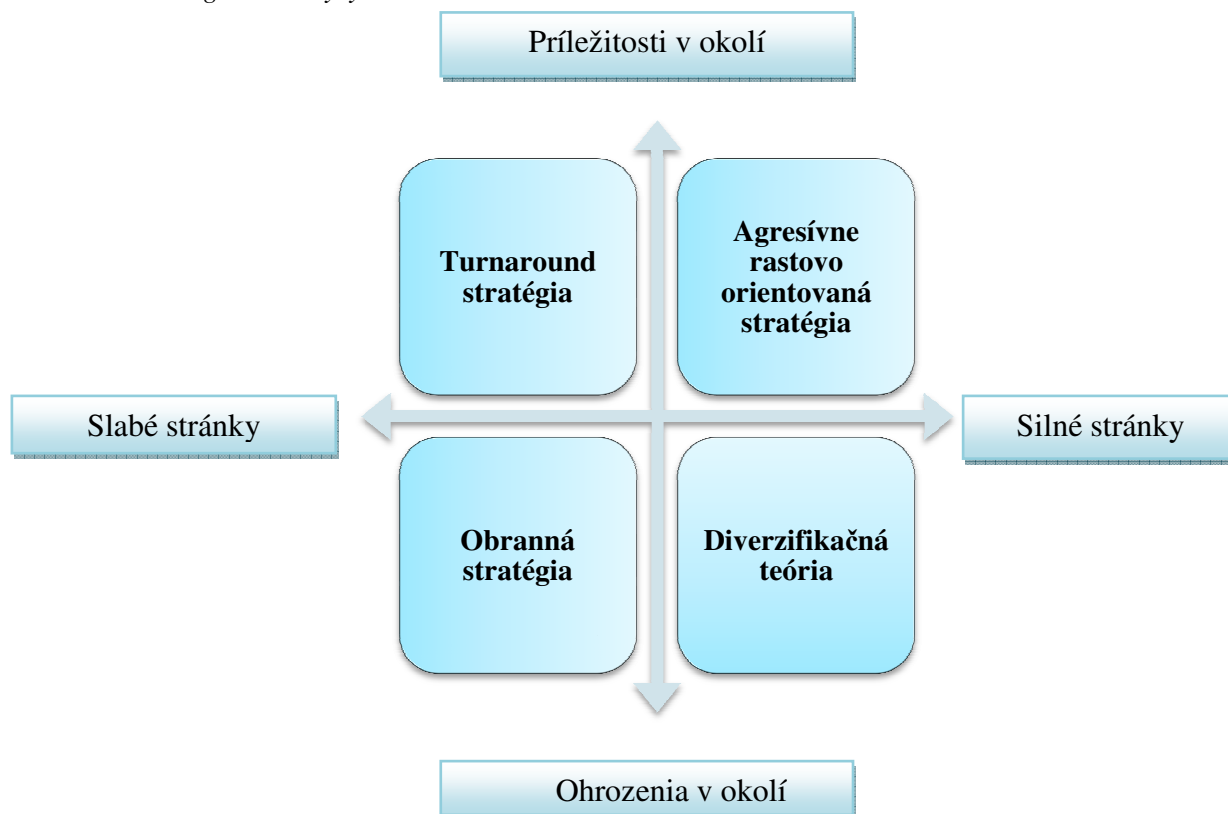 Príležitosti v okolí
Turnaround
stratégia
Agresívne
rastovo
orientovaná
stratégia
Slabé stránky
Silné stránky
Obranná
stratégia
Diverzifikačná
teória
Ohrozenia v okolí